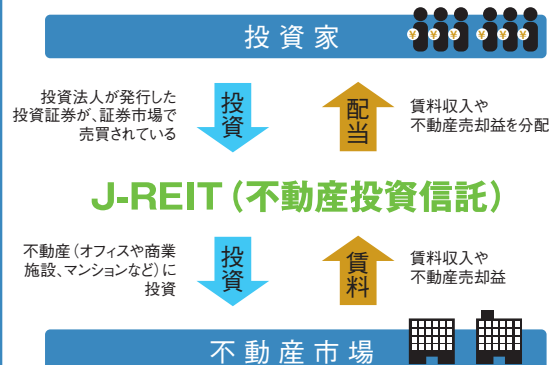 投資家
¥ ¥ ¥ ¥ ¥ ¥
投資法人が発行した
投資証券が、証券市場で
売買されている
投資
配当
賃料収入や
不動産売却益を分配
J-REIT（不動産投資信託）
不動産（オフィスや商業
施設、マンションなど）に
投資
投資
賃料
賃料収入や
不動産売却益
不動産市場